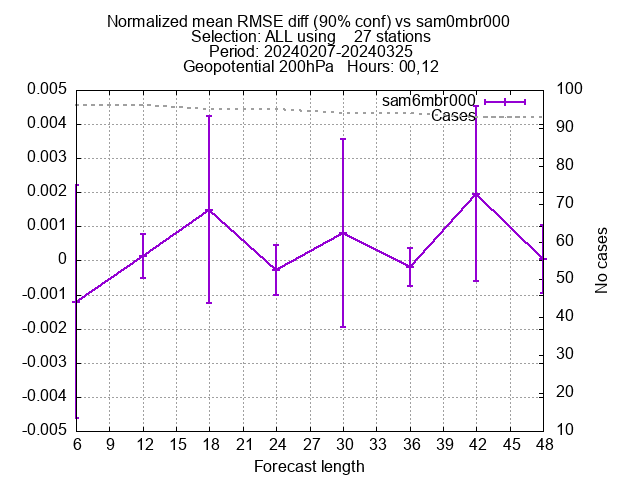 Normalized mean RMSE diff (90% conf) vs sam0mbr000
Selection: ALL using    27 stations
Period: 20240207-20240325
Geopotential 200hPa   Hours: 00,12
sam6mbr000
Cases
0.005
0.004
0.003
0.002
0.001
0
-0.001
-0.002
-0.003
-0.004
-0.005
100
90
80
70
60
50
40
30
20
10
No cases
6 9 12 15 18 21 24 27 30 33 36 39 42 45 48
Forecast length